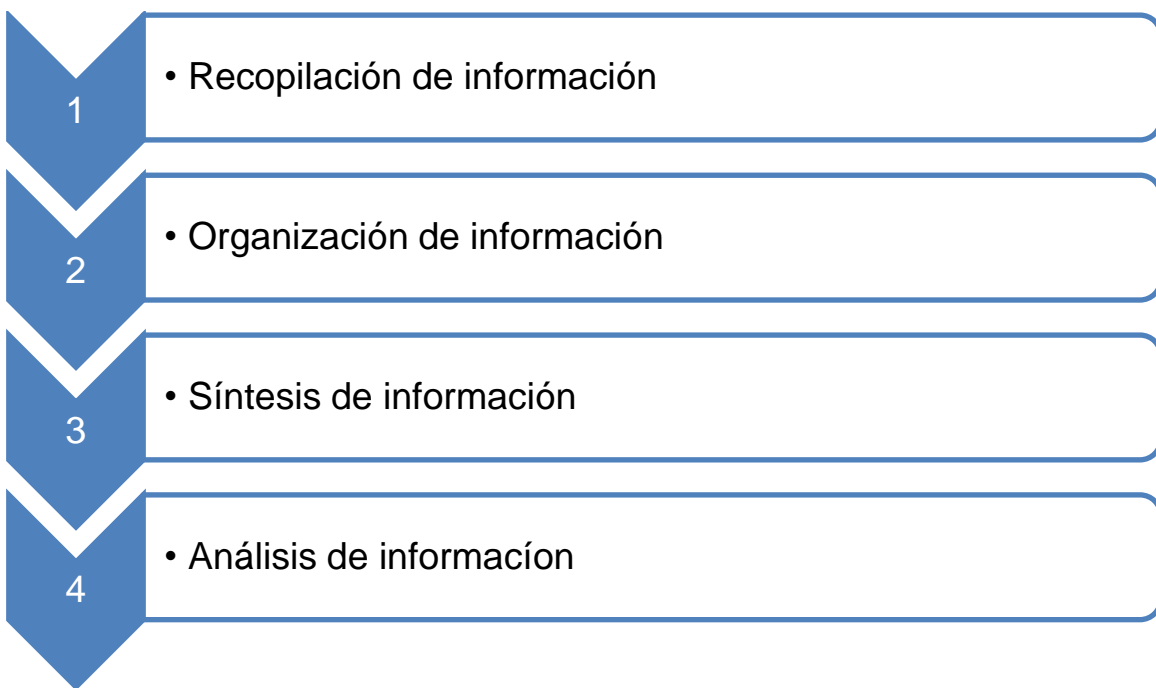 1
• Recopilación de información
2
• Organización de información
3
• Síntesis de información
4
• Análisis de informacíon